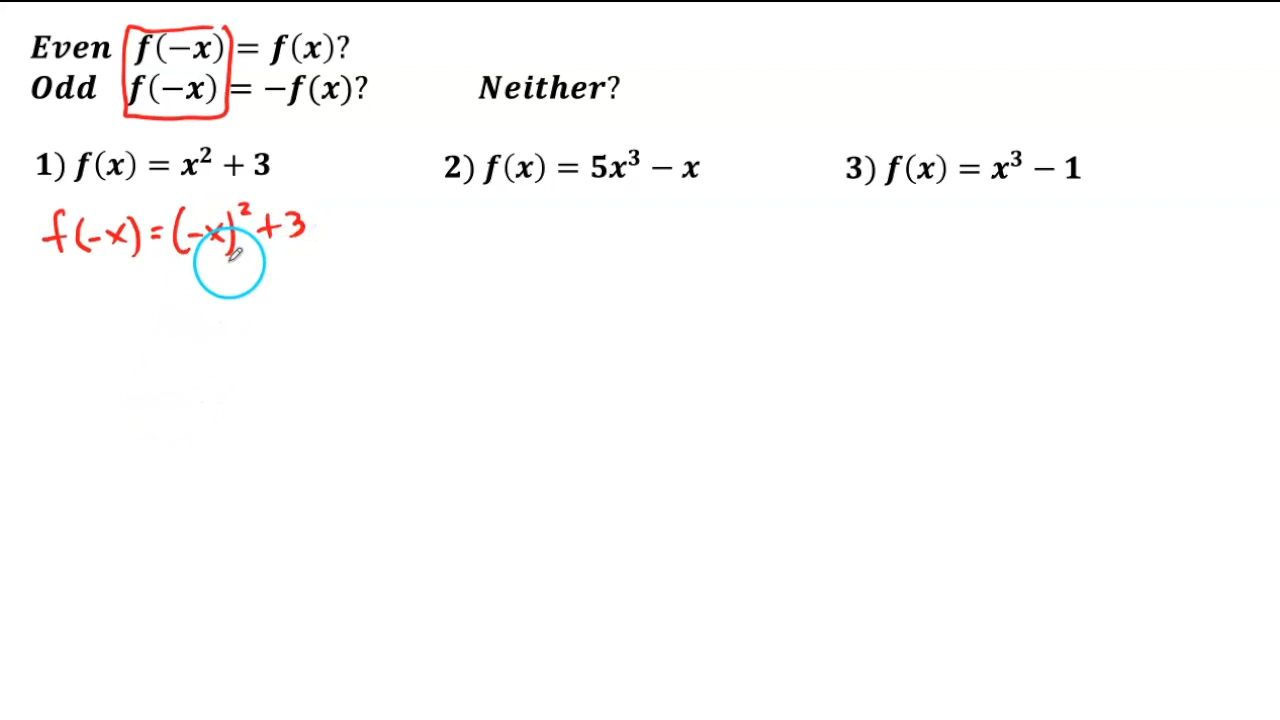 Even f(−x) = f(x)?
Odd f(−x) = −f(x)? Neither?
1) f(x) = x² + 3 2) f(x) = 5x³ − x 3) f(x) = x³ − 1
f(-x) = (-x)² + 3